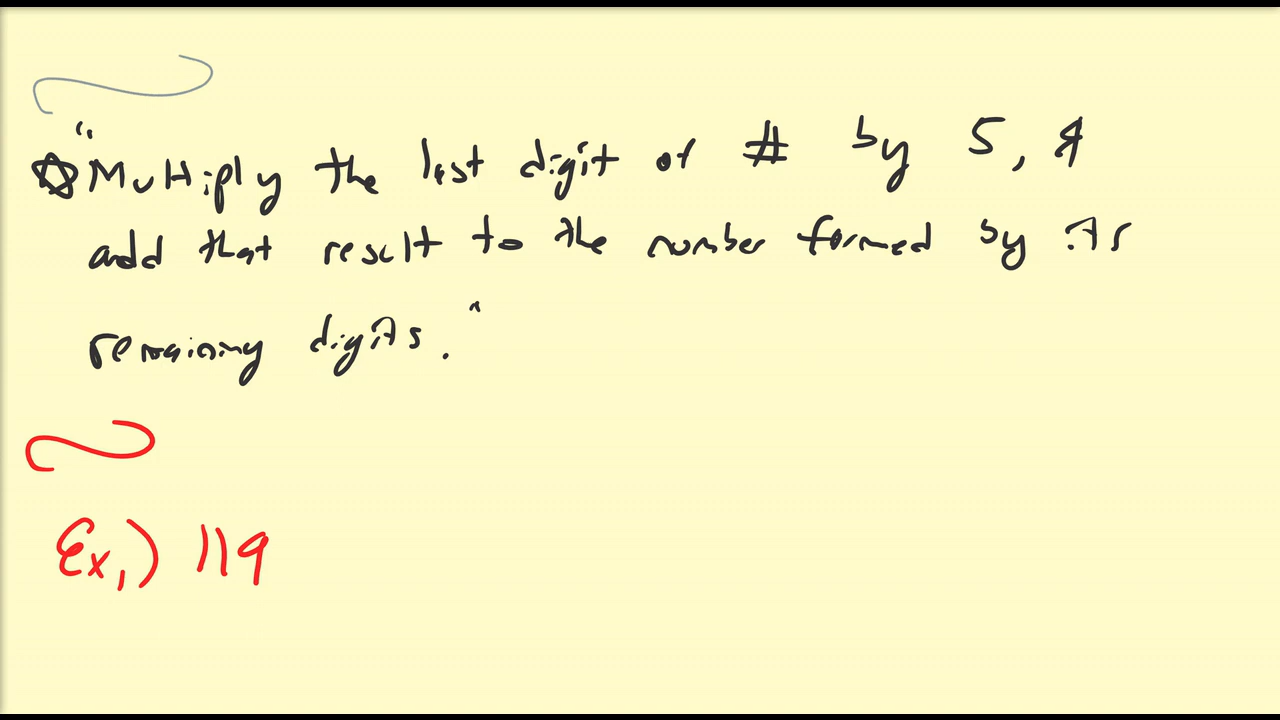 "Multiply the last digit of # by 5, &
add that result to the number formed by its
remaining digits."
Ex,) 119